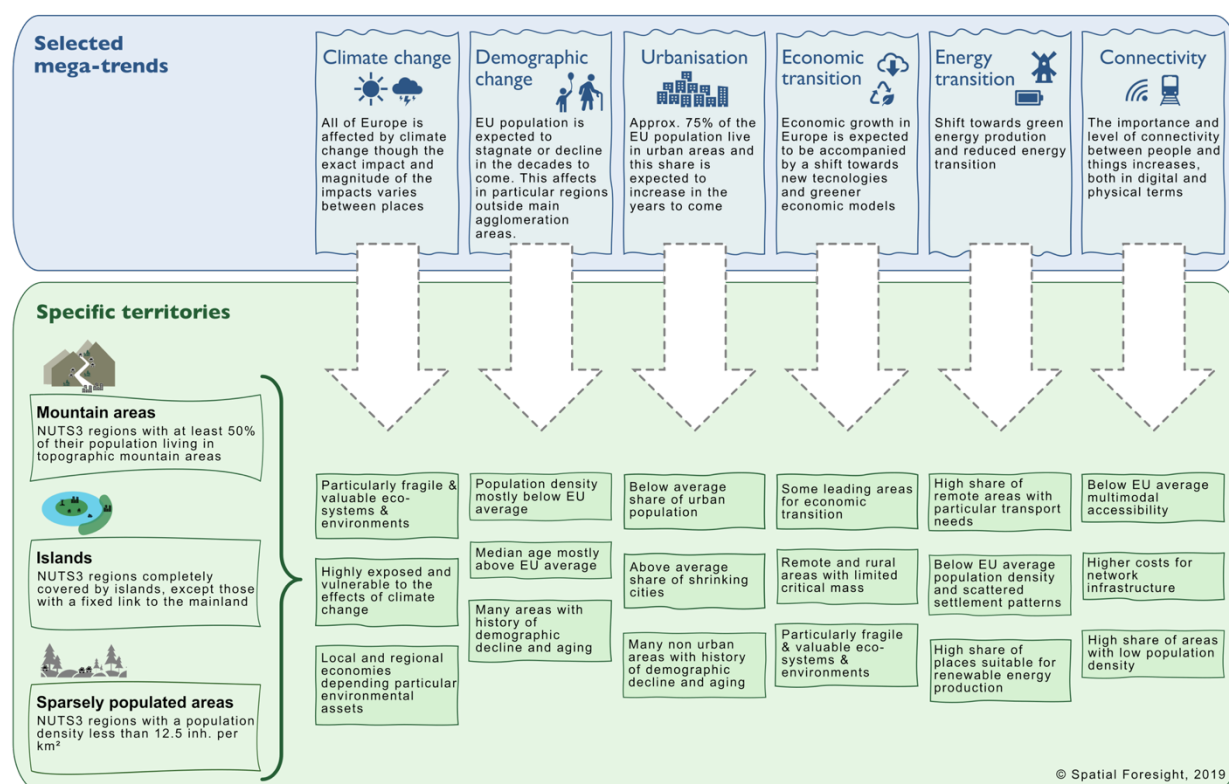 Selected
mega-trends
Climate change
All of Europe is
affected by climate
change though the
exact impact and
magnitude of the
impacts varies
between places
Demographic
change
EU population is
expected to
stagnate or decline
in the decades to
come. This affects
in particular regions
outside main
agglomeration
areas.
Urbanisation
Approx. 75% of the
EU population live
in urban areas and
this share is
expected to
increase in the
years to come
Economic
transition
Economic growth in
Europe is expected
to be accompanied
by a shift towards
new tecnologies
and greener
economic models
Energy
transition
Shift towards green
energy prodution
and reduced energy
transition
Connectivity
The importance and
level of connectivity
between people and
things increases,
both in digital and
physical terms
Specific territories
Mountain areas
NUTS3 regions with at least 50%
of their population living in
topographic mountain areas
Islands
NUTS3 regions completely
covered by islands, except those
with a fixed link to the mainland
Sparsely populated areas
NUTS3 regions with a population
density less than 12.5 inh. per
km²
Particularly fragile &
valuable eco-
systems &
environments
Highly exposed and
vulnerable to the
effects of climate
change
Local and regional
economies
depending particular
environmental
assets
Population density
mostly below EU
average
Median age mostly
above EU average
Many areas with
history of
demographic
decline and aging
Below average
share of urban
population
Above average
share of shrinking
cities
Many non urban
areas with history
of demographic
decline and aging
Some leading areas
for economic
transition
Remote and rural
areas with limited
critical mass
Particularly fragile &
valuable eco-
systems &
environments
High share of
remote areas with
particular transport
needs
Below EU average
population density
and scattered
settlement patterns
High share of
places suitable for
renewable energy
production
Below EU average
multimodal
accessibility
Higher costs for
network
infrastructure
High share of areas
with low population
density
© Spatial Foresight, 2019